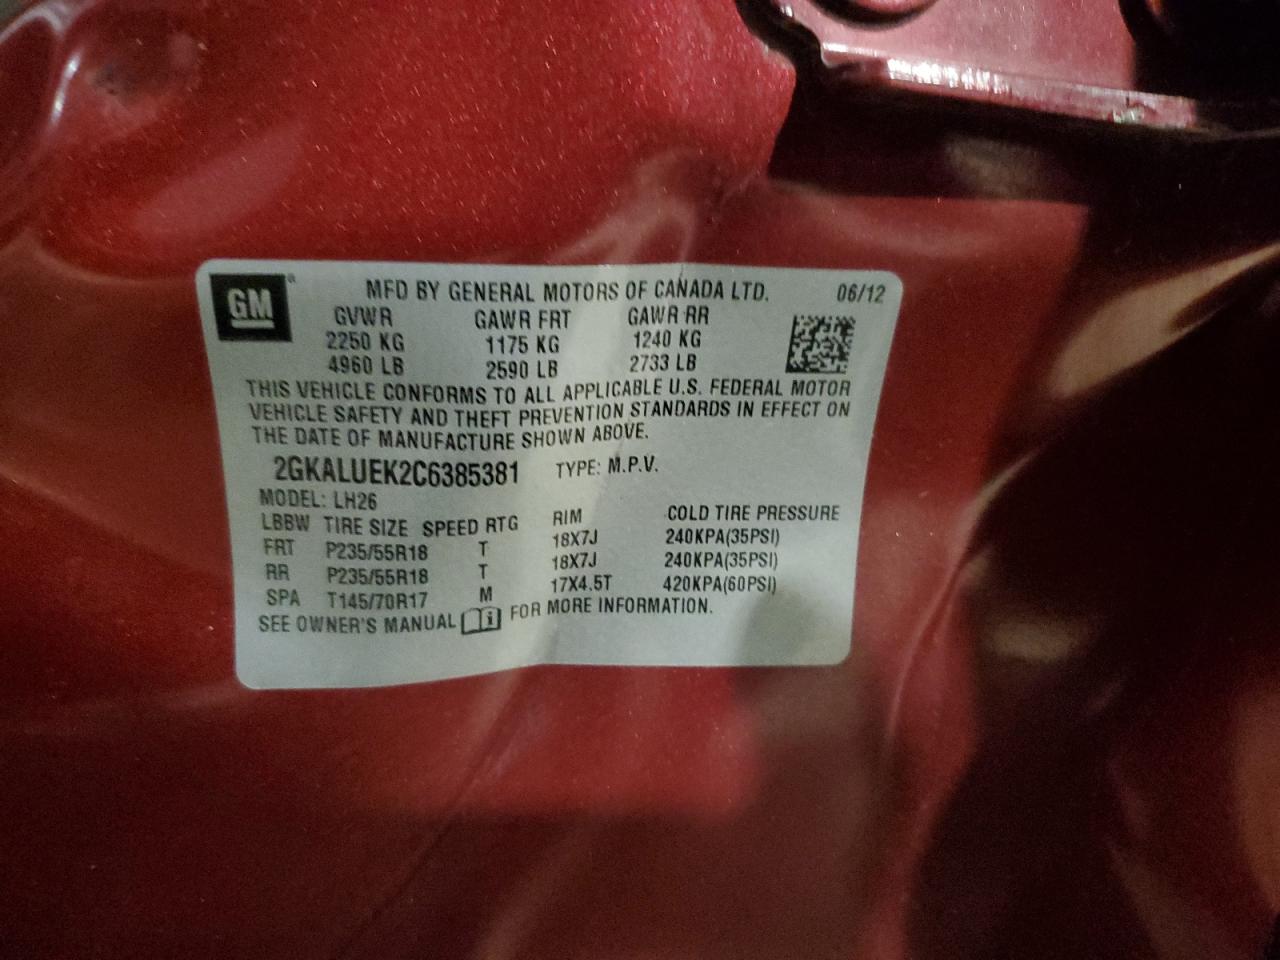 GM ® MFD BY GENERAL MOTORS OF CANADA LTD. 06/12
GVWR GAWR FRT GAWR RR
2250 KG 1175 KG 1240 KG
4960 LB 2590 LB 2733 LB
THIS VEHICLE CONFORMS TO ALL APPLICABLE U.S. FEDERAL MOTOR
VEHICLE SAFETY AND THEFT PREVENTION STANDARDS IN EFFECT ON
THE DATE OF MANUFACTURE SHOWN ABOVE.
2GKALUEK2C6385381 TYPE: M.P.V.
MODEL: LH26
LBBW TIRE SIZE SPEED RTG RIM COLD TIRE PRESSURE
FRT P235/55R18 T 18X7J 240KPA(35PSI)
RR P235/55R18 T 18X7J 240KPA(35PSI)
SPA T145/70R17 M 17X4.5T 420KPA(60PSI)
SEE OWNER'S MANUAL i FOR MORE INFORMATION.